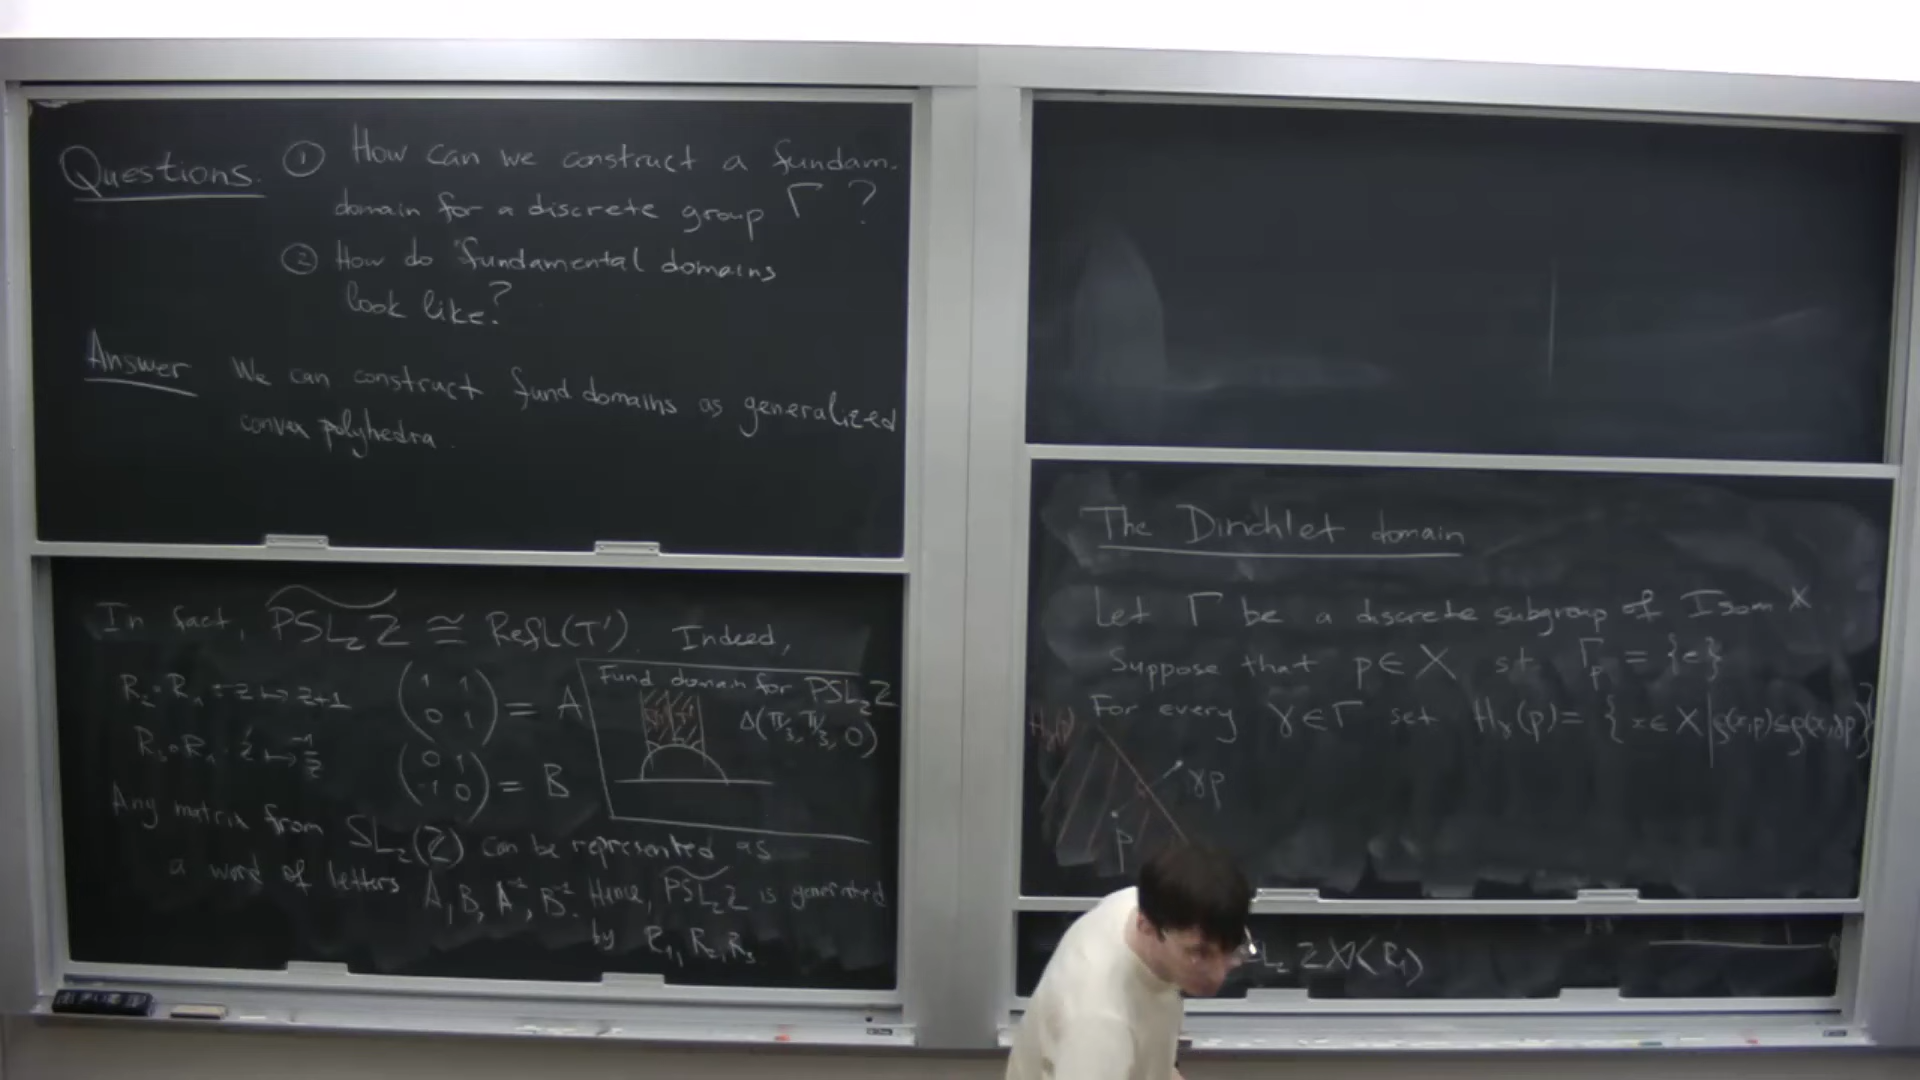 Questions. ① How can we construct a fundam.
domain for a discrete group Γ ?
② How do fundamental domains
look like?
Answer We can construct fund domains as generalized
convex polyhedra.
In fact, PSL₂Z ≅ Refl(T'). Indeed,
R₂∘R₁ : z ↦ z+1 (1 1 0 1) = A
R₃∘R₁ : z ↦ -1/z (0 1 -1 0) = B
Fund domain for PSL₂Z
Δ(π/3, π/3, 0)
Any matrix from SL₂(Z) can be represented as
a word of letters A, B, A⁻¹, B⁻¹. Hence, PSL₂Z is generated
by R₁, R₂, R₃
The Dirichlet domain
Let Γ be a discrete subgroup of Isom X
Suppose that p ∈ X st Γₚ = {e}
For every γ ∈ Γ set Hᵧ(p) = { x ∈ X | ρ(x,p) ≤ ρ(x,γp) }
Hᵧ(p)
γp
p
L₂Z ⋊ ⟨R₁⟩